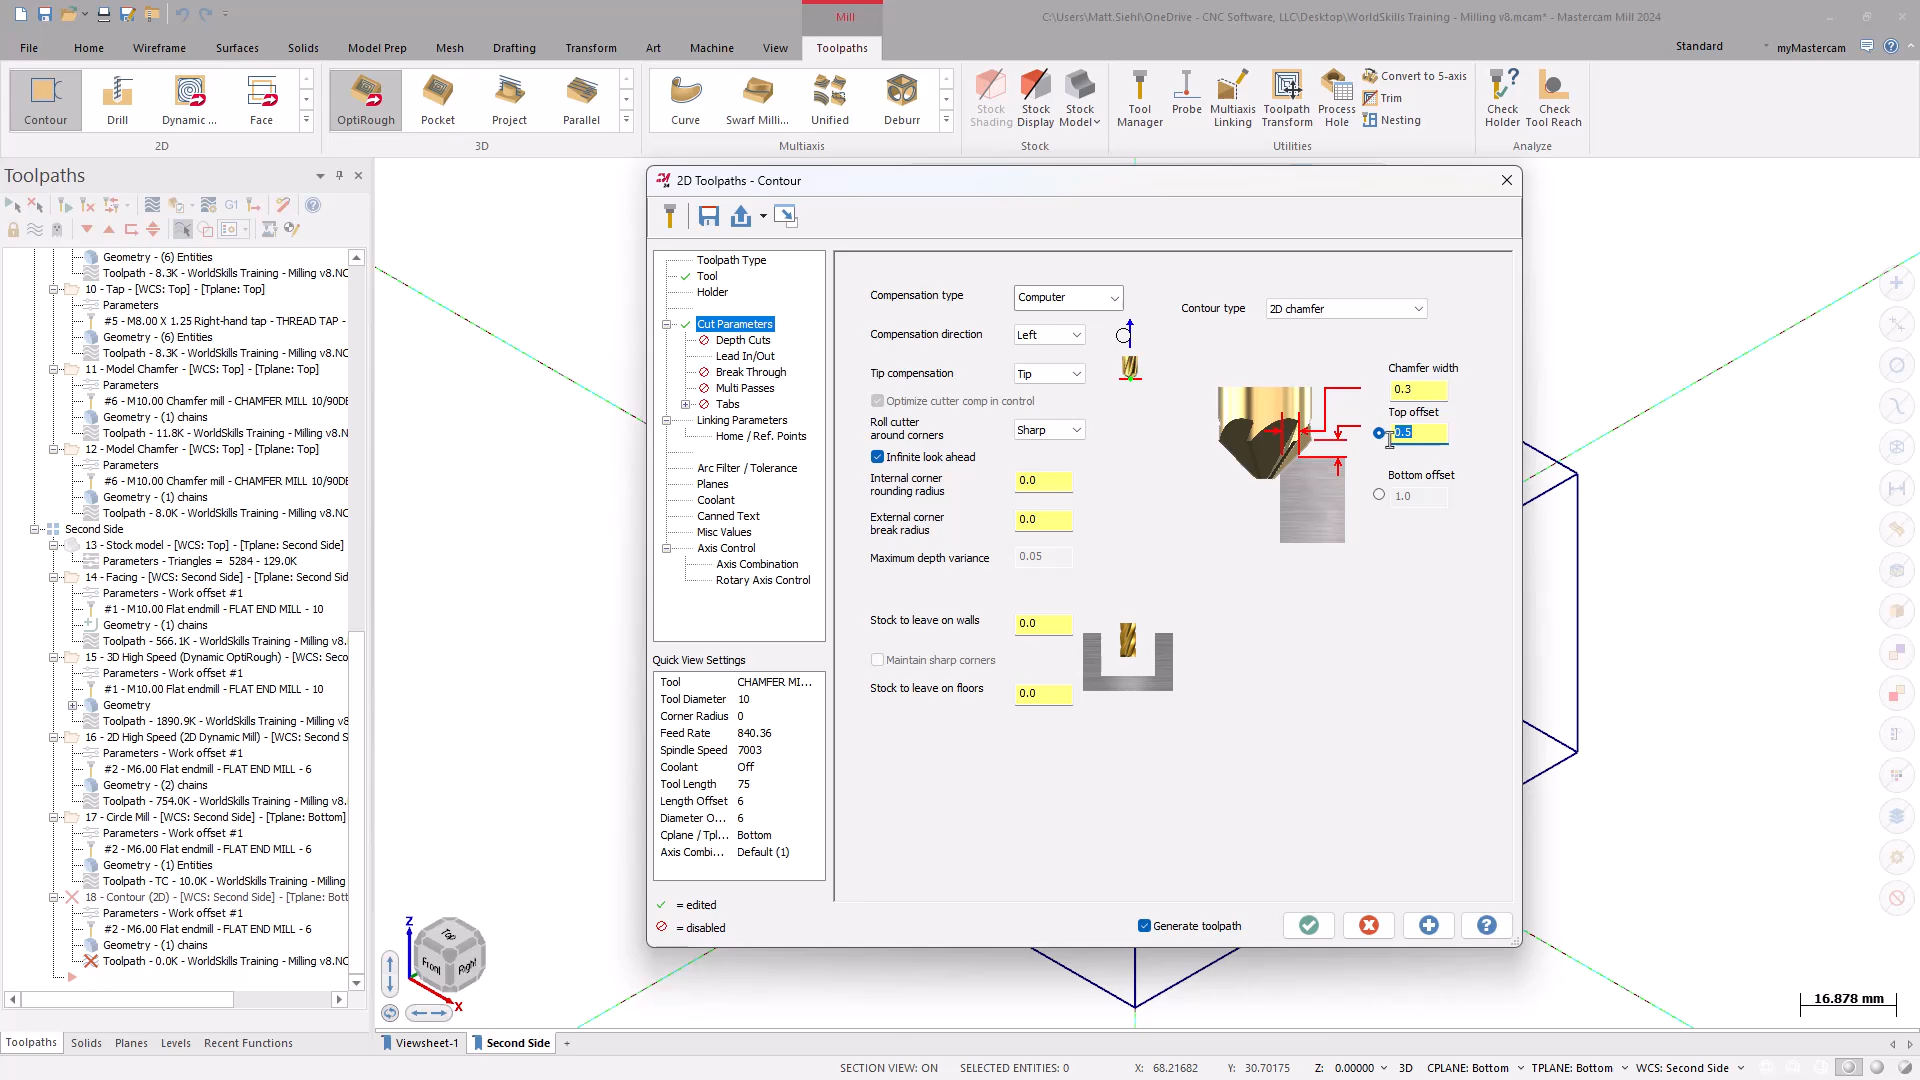 C:\Users\Matt.Siehl\OneDrive - CNC Software, LLC\Desktop\WorldSkills Training - Milling v8.mcam* - Mastercam Mill 2024
Mill
File Home Wireframe Surfaces Solids Model Prep Mesh Drafting Transform Art Machine View Toolpaths
Standard myMastercam
Contour Drill Dynamic ... Face
OptiRough Pocket Project Parallel
Curve Swarf Milli... Unified Deburr
Stock Shading Stock Display Stock Model
Tool Manager Probe Multiaxis Linking Toolpath Transform Process Hole
Convert to 5-axis
Trim
Nesting
Check Holder Check Tool Reach
2D 3D Multiaxis Stock Utilities Analyze
Toolpaths
G1
Geometry - (6) Entities
Toolpath - 8.3K - WorldSkills Training - Milling v8.NC
10 - Tap - [WCS: Top] - [Tplane: Top]
Parameters
#5 - M8.00 X 1.25 Right-hand tap - THREAD TAP -
Geometry - (6) Entities
Toolpath - 8.3K - WorldSkills Training - Milling v8.NC
11 - Model Chamfer - [WCS: Top] - [Tplane: Top]
Parameters
#6 - M10.00 Chamfer mill - CHAMFER MILL 10/90DE
Geometry - (1) chains
Toolpath - 11.8K - WorldSkills Training - Milling v8.N
12 - Model Chamfer - [WCS: Top] - [Tplane: Top]
Parameters
#6 - M10.00 Chamfer mill - CHAMFER MILL 10/90DE
Geometry - (1) chains
Toolpath - 8.0K - WorldSkills Training - Milling v8.NC
Second Side
13 - Stock model - [WCS: Top] - [Tplane: Second Side]
Parameters - Triangles = 5284 - 129.0K
14 - Facing - [WCS: Second Side] - [Tplane: Second Sid
Parameters - Work offset #1
#1 - M10.00 Flat endmill - FLAT END MILL - 10
Geometry - (1) chains
Toolpath - 566.1K - WorldSkills Training - Milling v8.
15 - 3D High Speed (Dynamic OptiRough) - [WCS: Seco
Parameters - Work offset #1
#1 - M10.00 Flat endmill - FLAT END MILL - 10
Geometry
Toolpath - 1890.9K - WorldSkills Training - Milling v8
16 - 2D High Speed (2D Dynamic Mill) - [WCS: Second S
Parameters - Work offset #1
#2 - M6.00 Flat endmill - FLAT END MILL - 6
Geometry - (2) chains
Toolpath - 754.0K - WorldSkills Training - Milling v8.
17 - Circle Mill - [WCS: Second Side] - [Tplane: Bottom]
Parameters - Work offset #1
#2 - M6.00 Flat endmill - FLAT END MILL - 6
Geometry - (1) Entities
Toolpath - TC - 10.0K - WorldSkills Training - Milling
18 - Contour (2D) - [WCS: Second Side] - [Tplane: Bott
Parameters - Work offset #1
#2 - M6.00 Flat endmill - FLAT END MILL - 6
Geometry - (1) chains
Toolpath - 0.0K - WorldSkills Training - Milling v8.NC
Toolpaths Solids Planes Levels Recent Functions
2D Toolpaths - Contour
Toolpath Type
Tool
Holder
Cut Parameters
Depth Cuts
Lead In/Out
Break Through
Multi Passes
Tabs
Linking Parameters
Home / Ref. Points
Arc Filter / Tolerance
Planes
Coolant
Canned Text
Misc Values
Axis Control
Axis Combination
Rotary Axis Control
Quick View Settings
Tool CHAMFER MI...
Tool Diameter 10
Corner Radius 0
Feed Rate 840.36
Spindle Speed 7003
Coolant Off
Tool Length 75
Length Offset 6
Diameter O... 6
Cplane / Tpl... Bottom
Axis Combi... Default (1)
= edited
= disabled
Compensation type Computer
Compensation direction Left
Tip compensation Tip
Optimize cutter comp in control
Roll cutter around corners Sharp
Infinite look ahead
Internal corner rounding radius 0.0
External corner break radius 0.0
Maximum depth variance 0.05
Stock to leave on walls 0.0
Maintain sharp corners
Stock to leave on floors 0.0
Contour type 2D chamfer
Chamfer width
0.3
Top offset
0.5
Bottom offset
1.0
Generate toolpath
Z
Top
Front
Right
X
16.878 mm
Viewsheet-1 Second Side +
SECTION VIEW: ON SELECTED ENTITIES: 0 X: 68.21682 Y: 30.70175 Z: 0.00000 3D CPLANE: Bottom TPLANE: Bottom WCS: Second Side